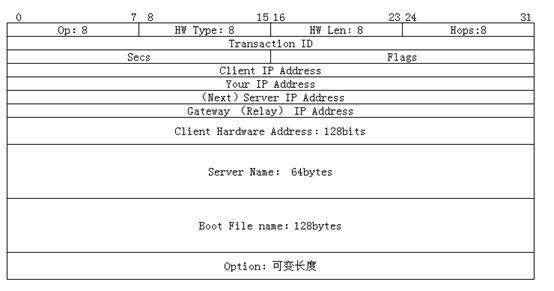 0 7 8 15 16 23 24 31
Op: 8 HW Type: 8 HW Len: 8 Hops:8
Transaction ID
Secs Flags
Client IP Address
Your IP Address
（Next）Server IP Address
Gateway （Relay） IP Address
Client Hardware Address：128bits
Server Name： 64bytes
Boot File name：128bytes
Option：可变长度